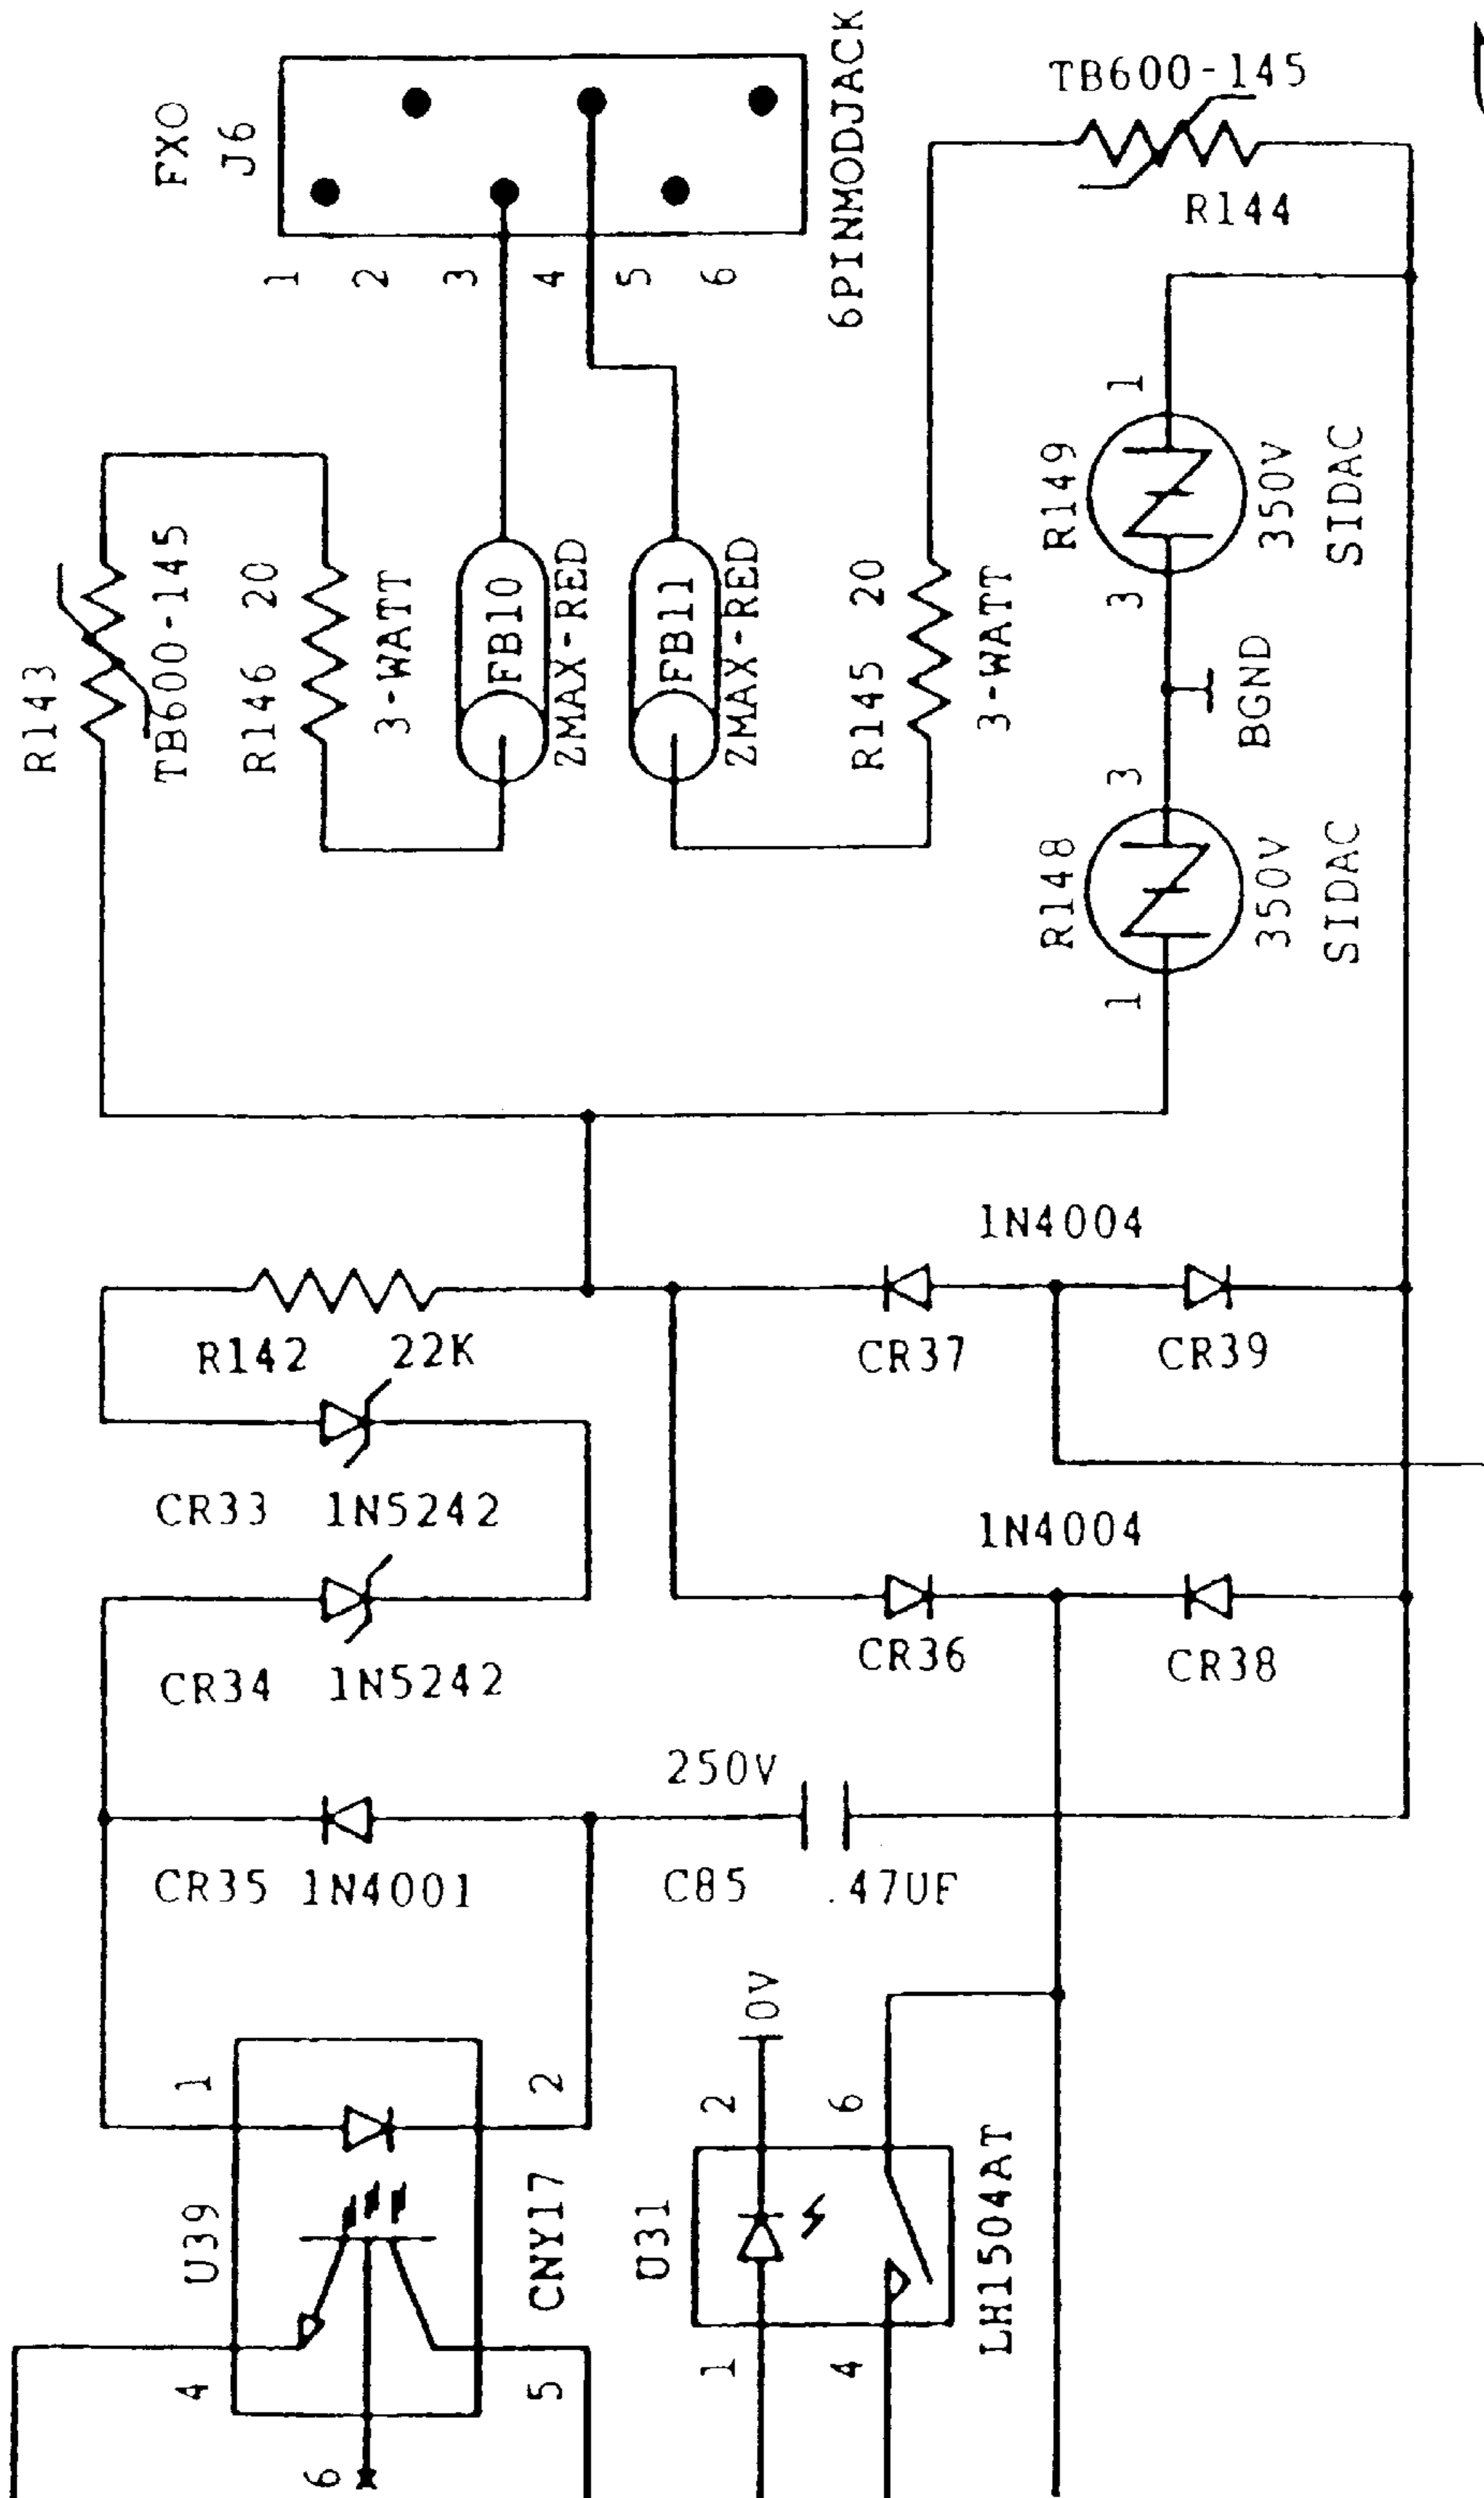 FXO
J6
1
2
3
4
5
6
6PINMODJACK
TB600-145
R144
R143
TB600-145
R146 20
3-WATT
FB10
ZMAX-RED
FB11
ZMAX-RED
R145 20
3-WATT
1
R149
350V
SIDAC
3
BGND
3
R148
350V
SIDAC
1
R142 22K
1N4004
CR37
CR39
CR33 1N5242
1N4004
CR34 1N5242
CR36
CR38
250V
CR35 1N4001
C85 .47UF
0V
1
2
2
6
U39
CNY17
U31
LH1504AT
4
5
1
4
6